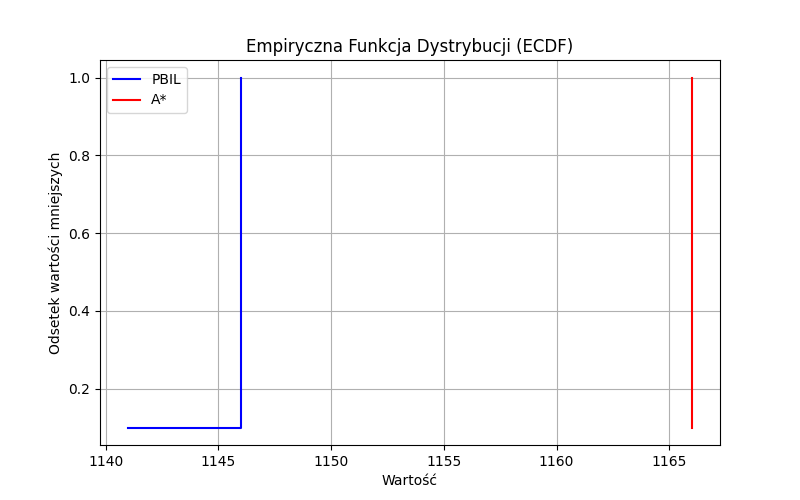 Empiryczna Funkcja Dystrybucji (ECDF)
PBIL
A*
1.0
0.8
0.6
0.4
0.2
Odsetek wartości mniejszych
1140 1145 1150 1155 1160 1165
Wartość